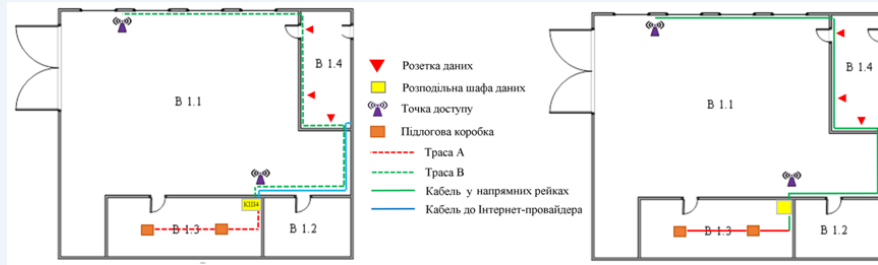 В 1.4
В 1.1
КШ4
В 1.3
В 1.2
Розетка даних
Розподільна шафа даних
Точка доступу
Підлогова коробка
Траса А
Траса В
Кабель у напрямних рейках
Кабель до Інтернет-провайдера
В 1.4
В 1.1
В 1.3
В 1.2